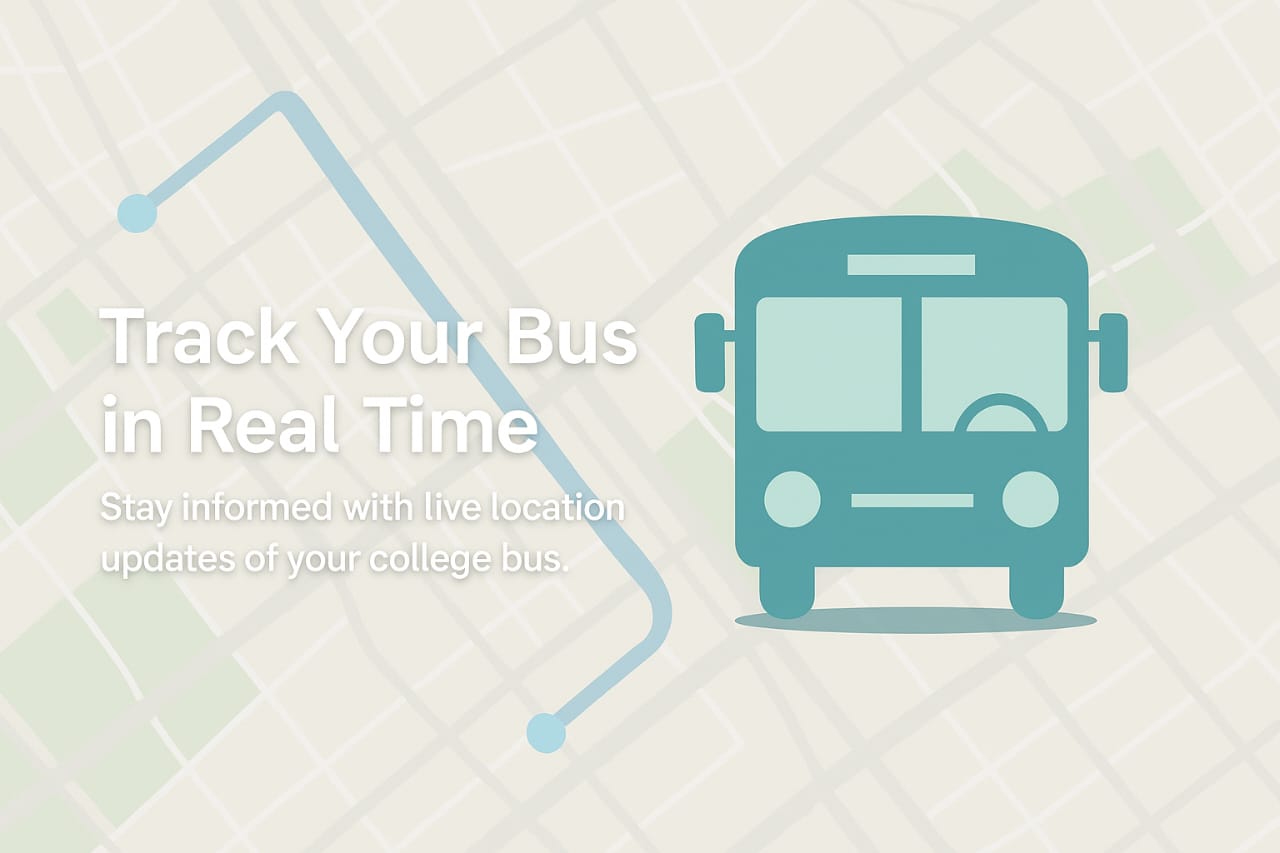 Track Your Bus
in Real Time
Stay informed with live location
updates of your college bus.